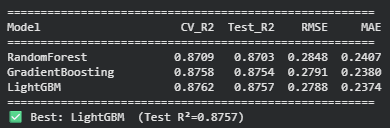 =======================================================
Model                     CV_R2   Test_R2     RMSE      MAE
=======================================================
RandomForest             0.8709    0.8703   0.2848   0.2407
GradientBoosting         0.8758    0.8754   0.2791   0.2380
LightGBM                 0.8762    0.8757   0.2788   0.2374
=======================================================
✅ Best: LightGBM  (Test R²=0.8757)